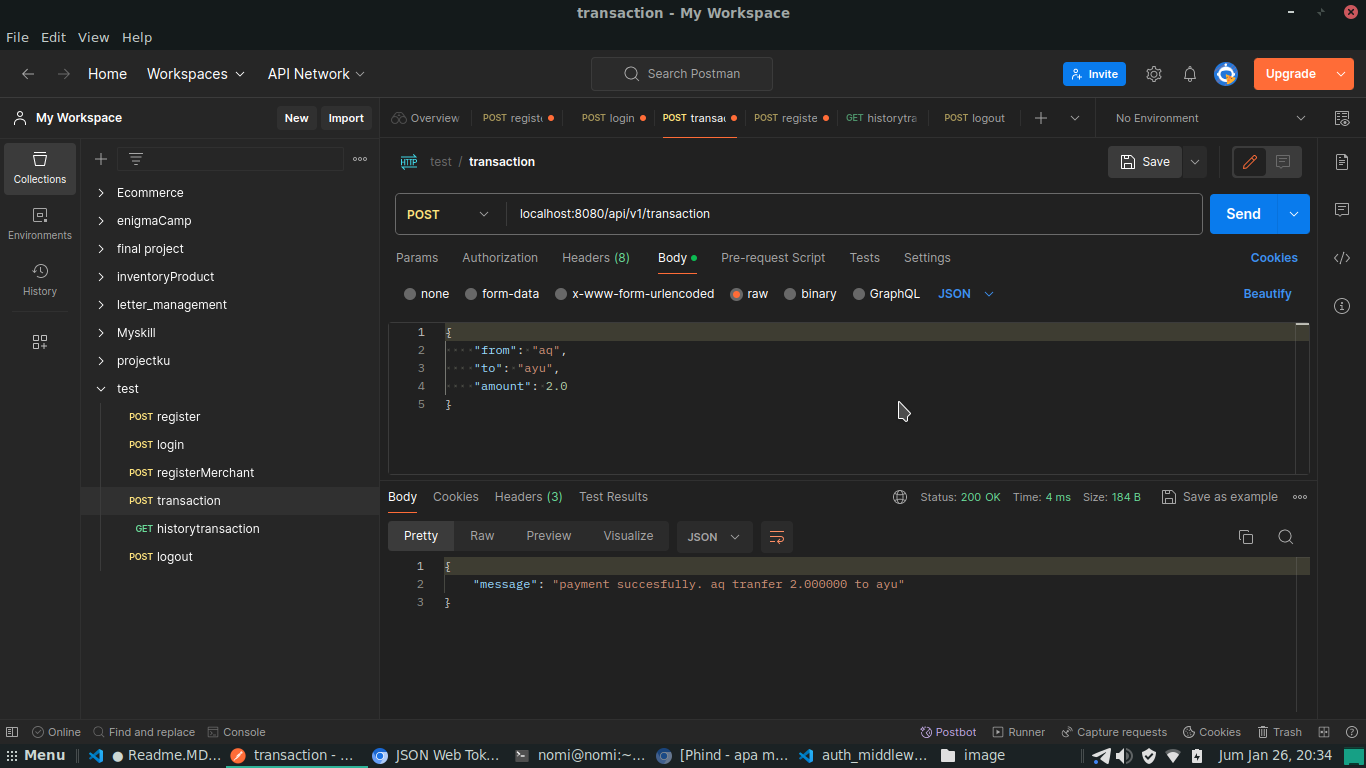 transaction - My Workspace
File Edit View Help
Home Workspaces API Network Search Postman Invite Upgrade
My Workspace New Import
Overview POST registe POST login POST transac POST registe GET historytra POST logout No Environment
Collections
Environments
History
Ecommerce
enigmaCamp
final project
inventoryProduct
letter_management
Myskill
projectku
test
POST register
POST login
POST registerMerchant
POST transaction
GET historytransaction
POST logout
HTTP test / transaction Save
POST localhost:8080/api/v1/transaction Send
Params Authorization Headers (8) Body Pre-request Script Tests Settings Cookies
none form-data x-www-form-urlencoded raw binary GraphQL JSON Beautify
1 {
2 "from": "aq",
3 "to": "ayu",
4 "amount": 2.0
5 }
Body Cookies Headers (3) Test Results Status: 200 OK Time: 4 ms Size: 184 B Save as example
Pretty Raw Preview Visualize JSON
1 {
2 "message": "payment succesfully. aq tranfer 2.000000 to ayu"
3 }
Online Find and replace Console Postbot Runner Capture requests Cookies Trash
Menu Readme.MD... transaction - ... JSON Web Tok... nomi@nomi:~... [Phind - apa m... auth_middlew... image Jum Jan 26, 20:34